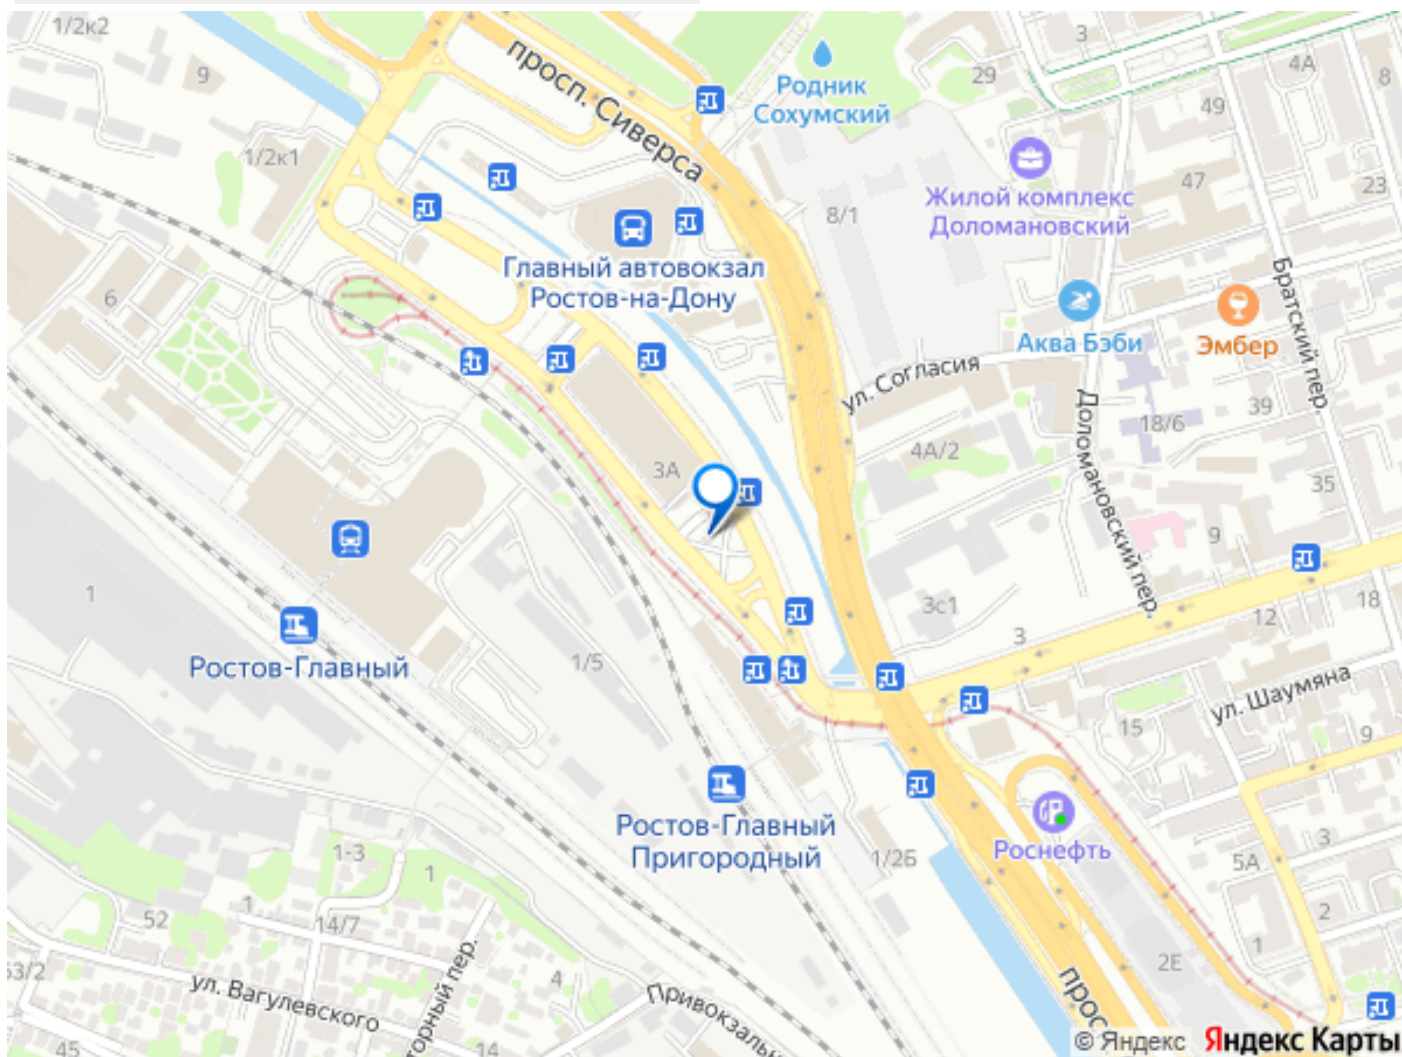 1/2к2
9
1/2к1
просп. Сиверса
Родник
Сохумский
29
3
4А
8
49
47
23
Жилой комплекс
Доломановский
8/1
Главный автовокзал
Ростов-на-Дону
6
Аква Бэби
Эмбер
Братский пер.
ул. Согласия
Доломановский пер.
39
18/6
4А/2
35
3А
9
1
3с1
3
12
18
Ростов-Главный
1/5
ул. Шаумяна
15
9
Ростов-Главный
Пригородный
Роснефть
1/2Б
3
5А
1-3
1
2
52
1
14/7
1
2Е
4
53/2
ул. Вагулевского
Привокзальн
45
14
прос
© Яндекс
Яндекс Карты